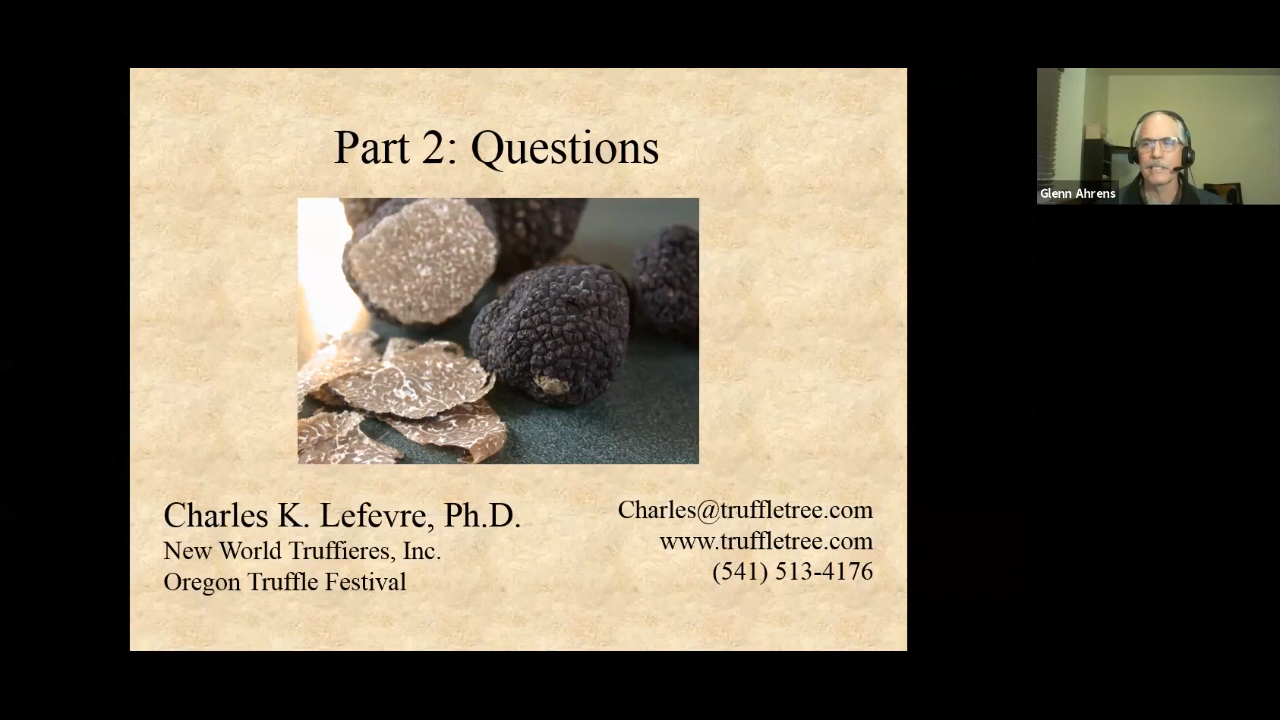 Part 2: Questions
Charles K. Lefevre, Ph.D.
New World Truffieres, Inc.
Oregon Truffle Festival
Charles@truffletree.com
www.truffletree.com
(541) 513-4176
Glenn Ahrens